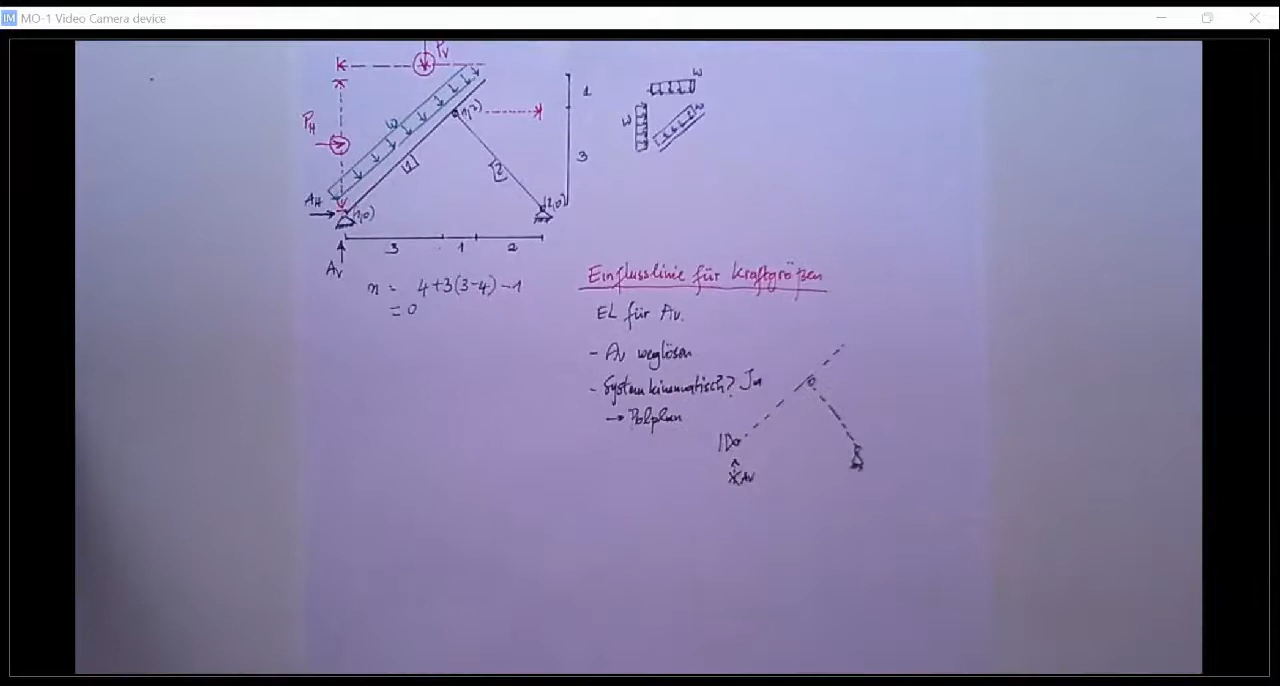 MO-1 Video Camera device
Pv
PH
w
(1,2)
1
2
AH
(1,0)
(2,0)
Av
3
1
2
1
3
w
w
w
n = 4+3(3-4)-1
= 0
Einflusslinie für Kraftgrößen
EL für Av.
- Av weglösen
- System kinematisch? Ja
→ Polplan
Av